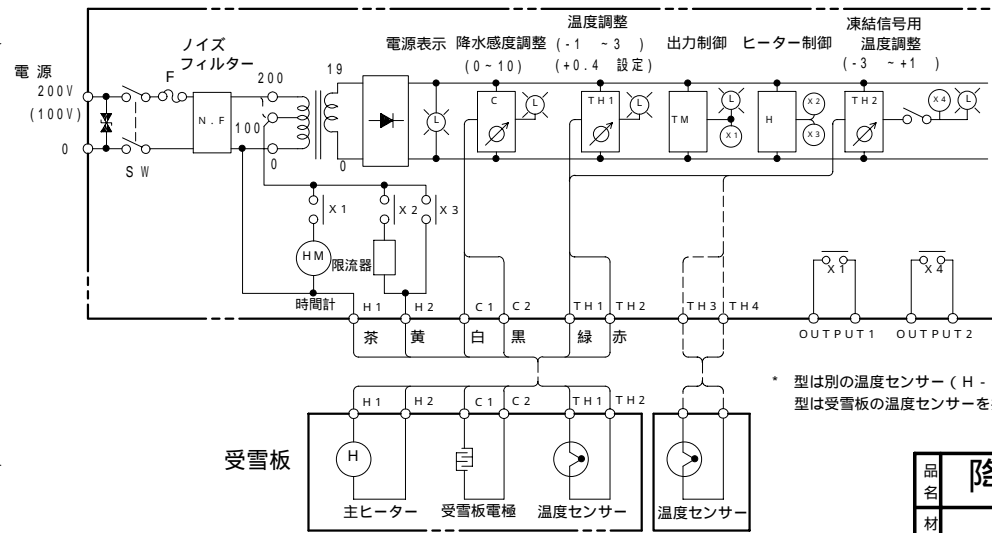 温度調整
凍結信号用
ノイズ
フィルター
電源表示
降水感度調整
(-1 ~3 )
出力制御
ヒーター制御
温度調整
電源
F
(0~10)
(+0.4 設定)
(-3 ~+1 )
200V
(100V)
0
200
19
N.F
100
0
0
SW
L
C
L
TH1
L
TM
L
X1
H
X2
X3
TH2
X4
L
X1
X2
X3
HM
限流器
時間計
X1
X4
H1
H2
C1
C2
TH1
TH2
TH3
TH4
OUTPUT1
OUTPUT2
茶
黄
白
黒
緑
赤
* 型は別の温度センサー(H-
型は受雪板の温度センサーを
H1
H2
C1
C2
TH1
TH2
受雪板
H
主ヒーター
受雪板電極
温度センサー
温度センサー
品名
降
材